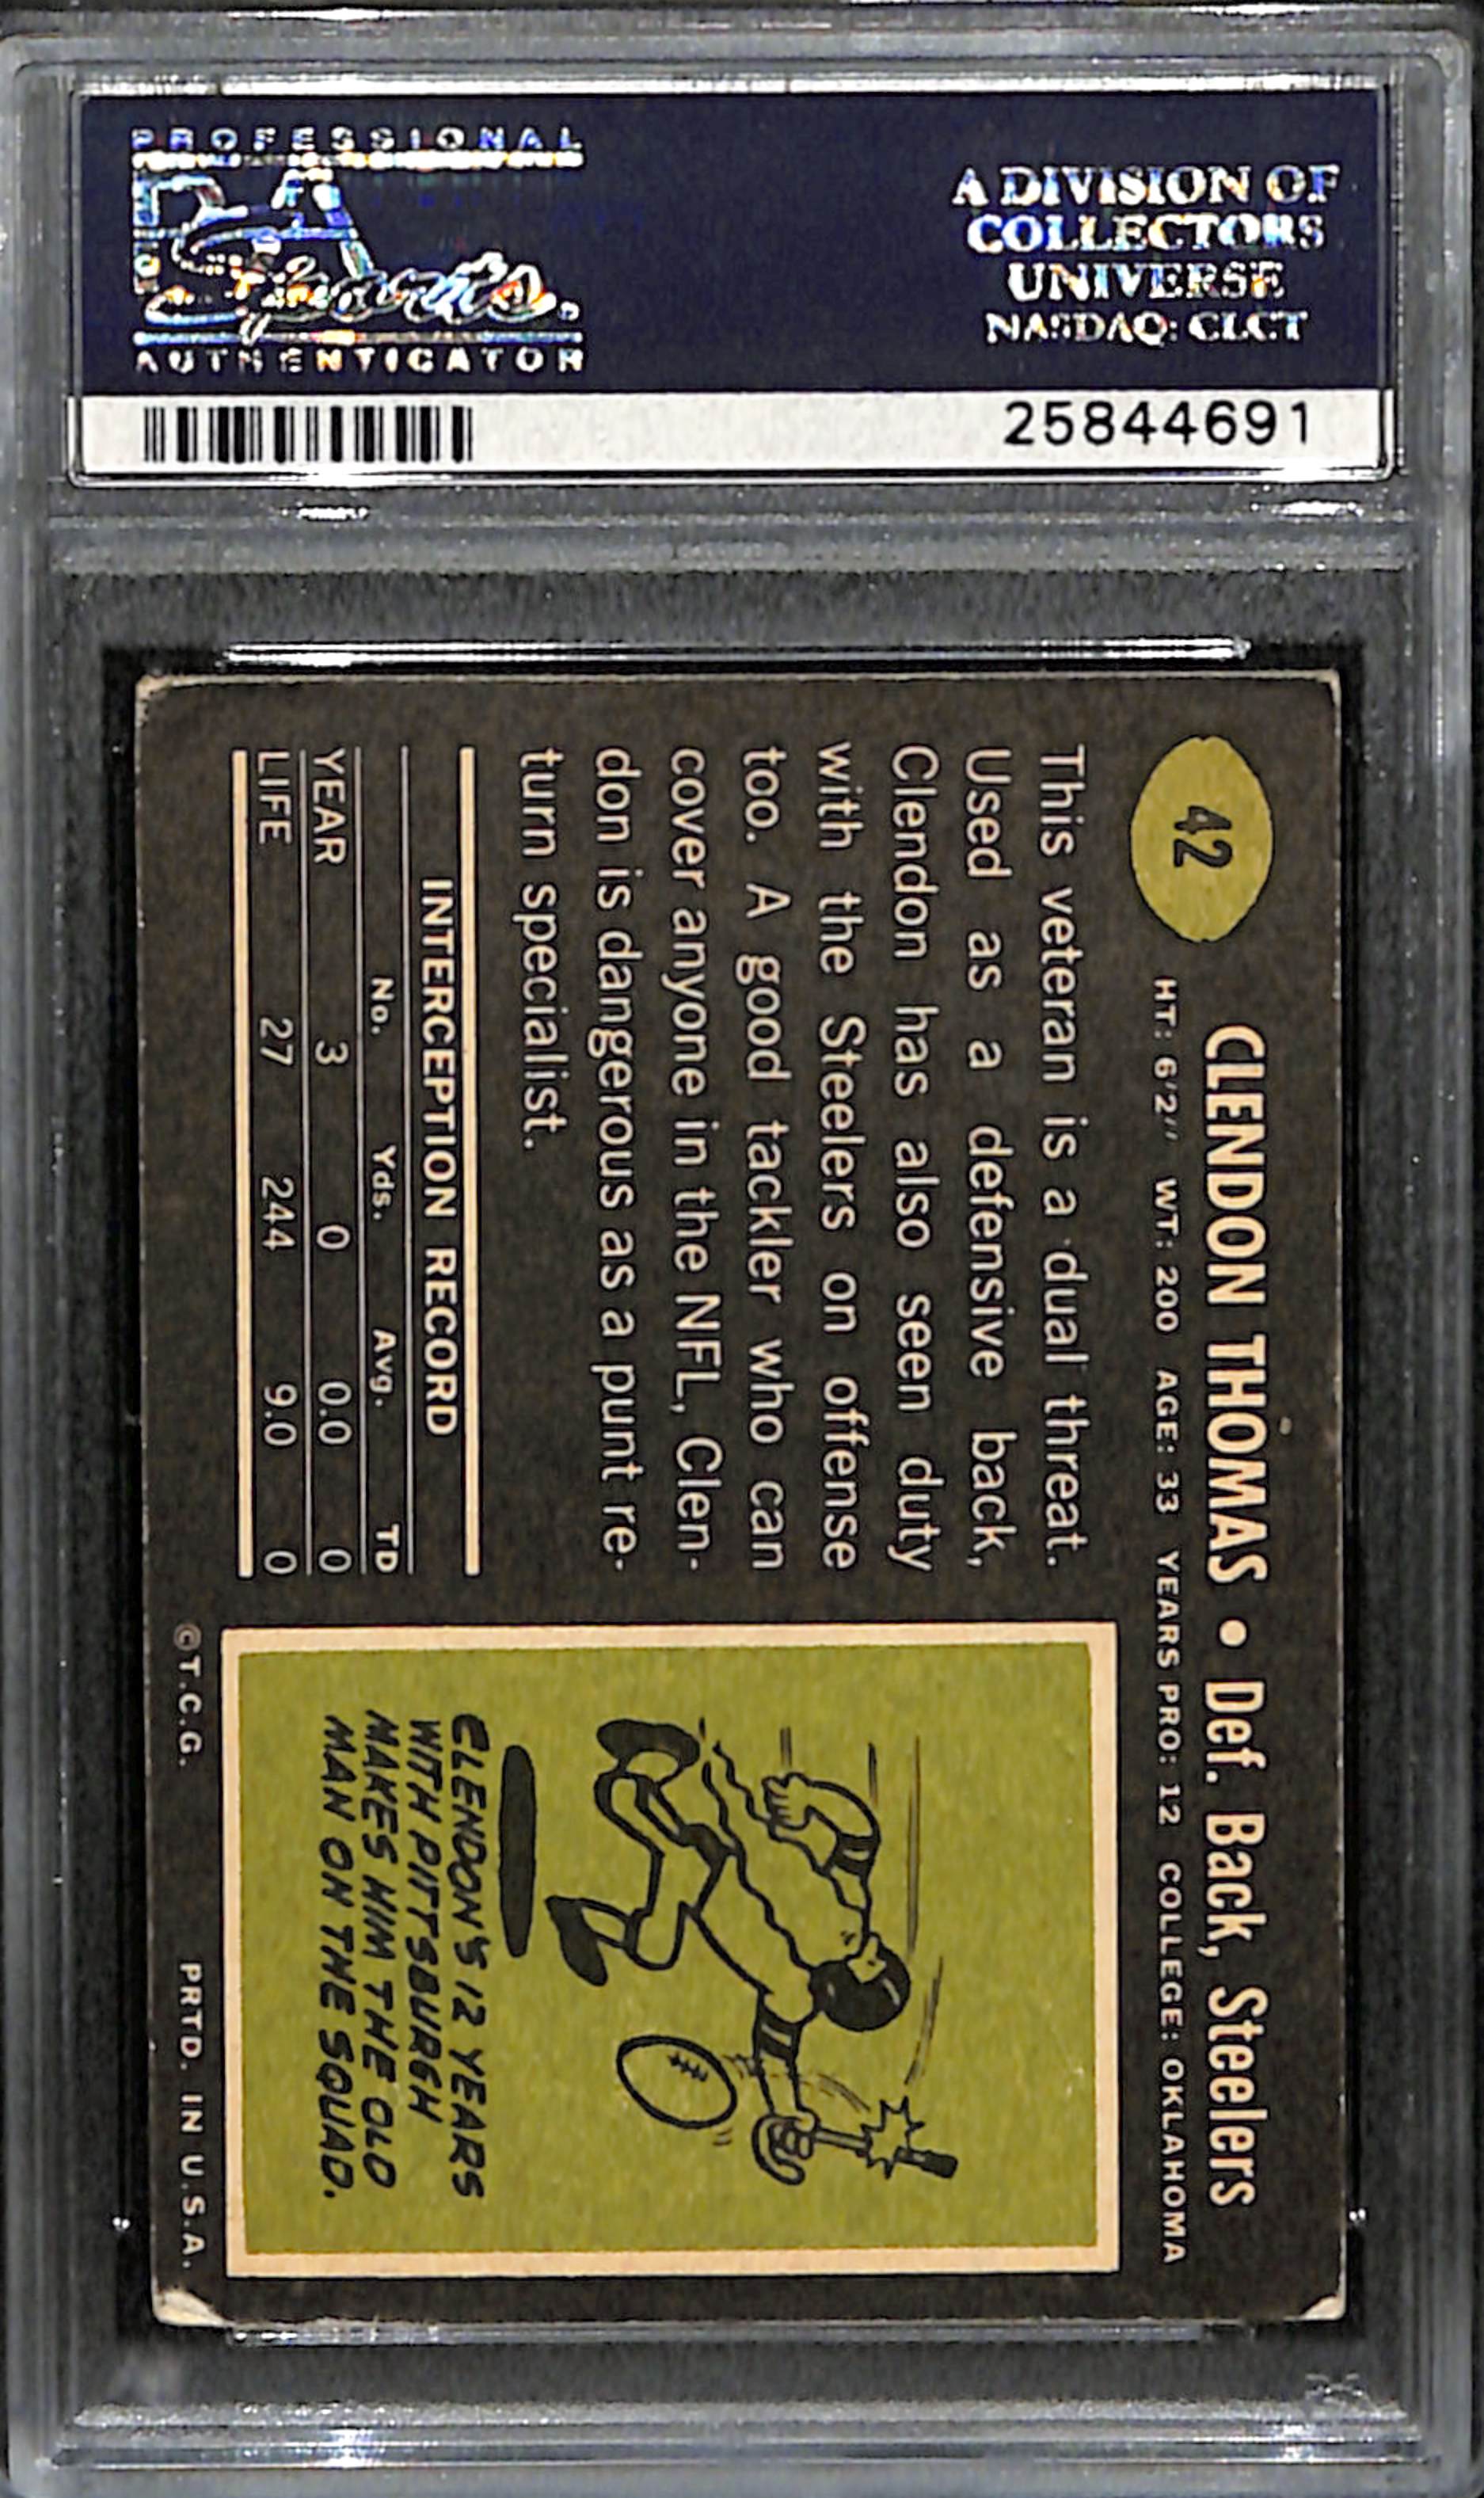 PROFESSIONAL
PSA
Sports.
AUTHENTICATOR
A DIVISION OF
COLLECTORS
UNIVERSE
NASDAQ: CLCT
25844691
42
CLENDON THOMAS • Def. Back, Steelers
HT: 6'2" WT: 200 AGE: 33 YEARS PRO: 12 COLLEGE: OKLAHOMA
This veteran is a dual threat.
Used as a defensive back,
Clendon has also seen duty
with the Steelers on offense
too. A good tackler who can
cover anyone in the NFL, Clen-
don is dangerous as a punt re-
turn specialist.
INTERCEPTION RECORD
No. Yds. Avg. TD
YEAR 3 0 0.0 0
LIFE 27 244 9.0 0
CLENDON'S 12 YEARS
WITH PITTSBURGH
MAKES HIM THE OLD
MAN ON THE SQUAD.
©T.C.G. PRTD. IN U.S.A.